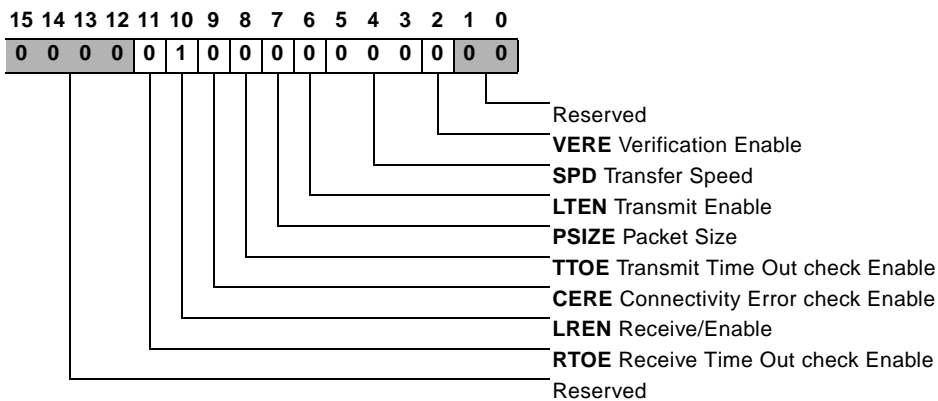 15 14 13 12 11 10 9 8 7 6 5 4 3 2 1 0
0 0 0 0 0 1 0 0 0 0 0 0 0 0 0 0
Reserved
VERE Verification Enable
SPD Transfer Speed
LTEN Transmit Enable
PSIZE Packet Size
TTOE Transmit Time Out check Enable
CERE Connectivity Error check Enable
LREN Receive/Enable
RTOE Receive Time Out check Enable
Reserved